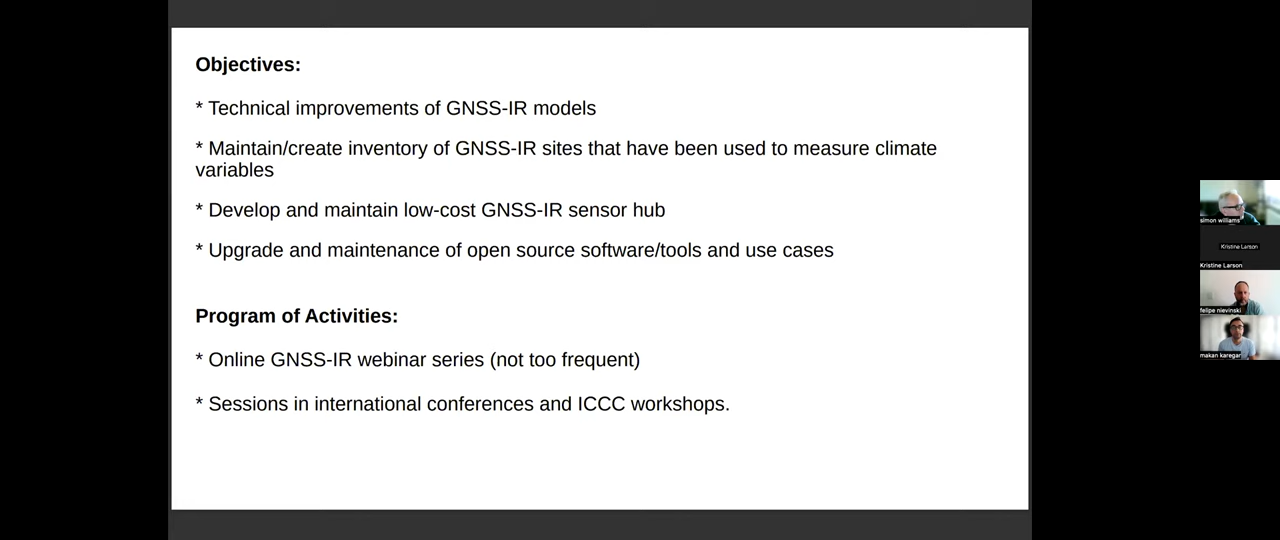 Objectives:
* Technical improvements of GNSS-IR models
* Maintain/create inventory of GNSS-IR sites that have been used to measure climate
variables
* Develop and maintain low-cost GNSS-IR sensor hub
* Upgrade and maintenance of open source software/tools and use cases
Program of Activities:
* Online GNSS-IR webinar series (not too frequent)
* Sessions in international conferences and ICCC workshops.
simon williams
Kristine Larson
Kristine Larson
felipe nievinski
makan karegar